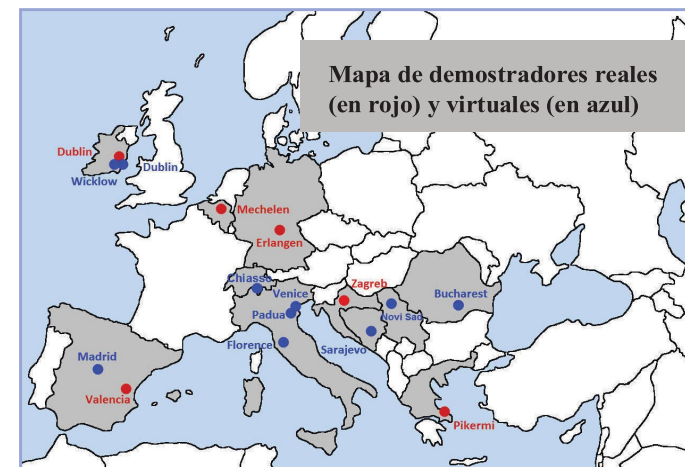 Mapa de demostradores reales
(en rojo) y virtuales (en azul)
Dublin
Dublin
Wicklow
Mechelen
Erlangen
Chiasso
Zagreb
Venice
Bucharest
Padua
Novi Sad
Florence
Sarajevo
Madrid
Valencia
Pikermi